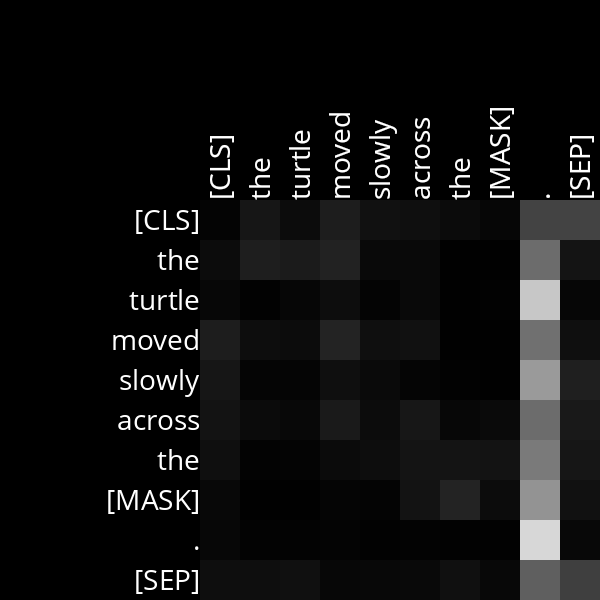 [CLS] the turtle moved slowly across the [MASK] . [SEP]
[CLS]
the
turtle
moved
slowly
across
the
[MASK]
.
[SEP]